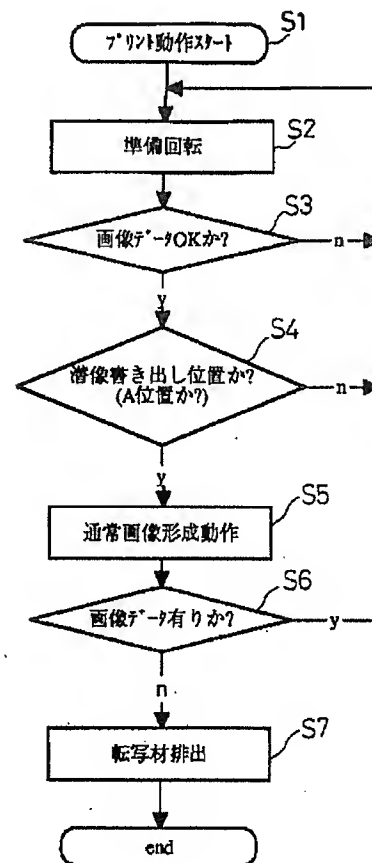 プリント動作スタート
S1
準備回転
S2
画像データOKか?
S3
n
y
潜像書き出し位置か?
(A位置か?)
S4
n
y
通常画像形成動作
S5
画像データ有りか?
S6
y
n
転写材排出
S7
end